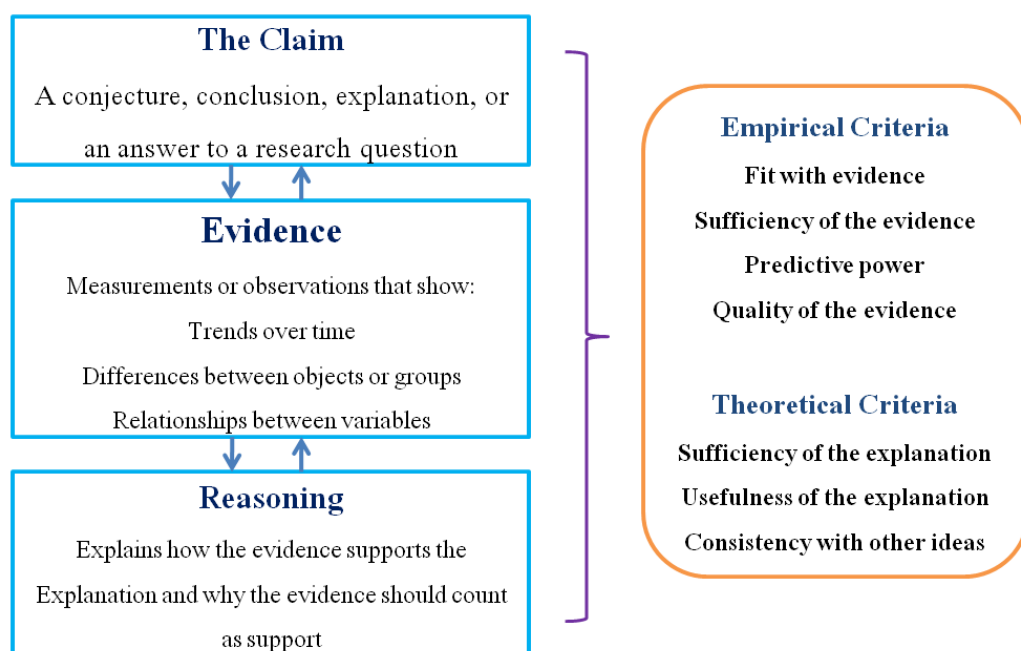 The Claim
A conjecture, conclusion, explanation, or
an answer to a research question
Evidence
Measurements or observations that show:
Trends over time
Differences between objects or groups
Relationships between variables
Reasoning
Explains how the evidence supports the
Explanation and why the evidence should count
as support
Empirical Criteria
Fit with evidence
Sufficiency of the evidence
Predictive power
Quality of the evidence
Theoretical Criteria
Sufficiency of the explanation
Usefulness of the explanation
Consistency with other ideas